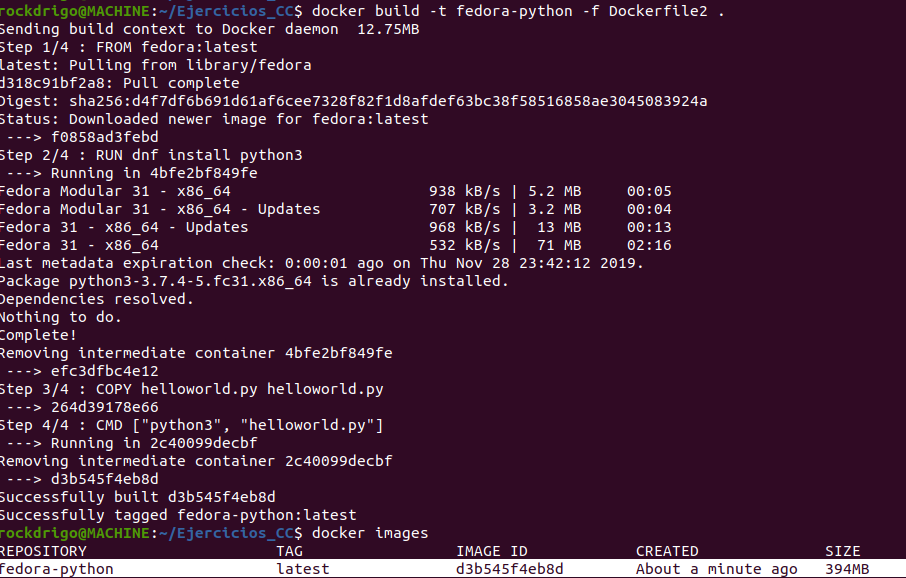 rockdrigo@MACHINE:~/Ejercicios_CC$ docker build -t fedora-python -f Dockerfile2 .
Sending build context to Docker daemon  12.75MB
Step 1/4 : FROM fedora:latest
latest: Pulling from library/fedora
d318c91bf2a8: Pull complete
Digest: sha256:d4f7df6b691d61af6cee7328f82f1d8afdef63bc38f58516858ae3045083924a
Status: Downloaded newer image for fedora:latest
 ---> f0858ad3febd
Step 2/4 : RUN dnf install python3
 ---> Running in 4bfe2bf849fe
Fedora Modular 31 - x86_64                      938 kB/s | 5.2 MB     00:05
Fedora Modular 31 - x86_64 - Updates            707 kB/s | 3.2 MB     00:04
Fedora 31 - x86_64 - Updates                    968 kB/s |  13 MB     00:13
Fedora 31 - x86_64                              532 kB/s |  71 MB     02:16
Last metadata expiration check: 0:00:01 ago on Thu Nov 28 23:42:12 2019.
Package python3-3.7.4-5.fc31.x86_64 is already installed.
Dependencies resolved.
Nothing to do.
Complete!
Removing intermediate container 4bfe2bf849fe
 ---> efc3dfbc4e12
Step 3/4 : COPY helloworld.py helloworld.py
 ---> 264d39178e66
Step 4/4 : CMD ["python3", "helloworld.py"]
 ---> Running in 2c40099decbf
Removing intermediate container 2c40099decbf
 ---> d3b545f4eb8d
Successfully built d3b545f4eb8d
Successfully tagged fedora-python:latest
rockdrigo@MACHINE:~/Ejercicios_CC$ docker images
REPOSITORY                     TAG                 IMAGE ID            CREATED              SIZE
fedora-python                  latest              d3b545f4eb8d        About a minute ago   394MB